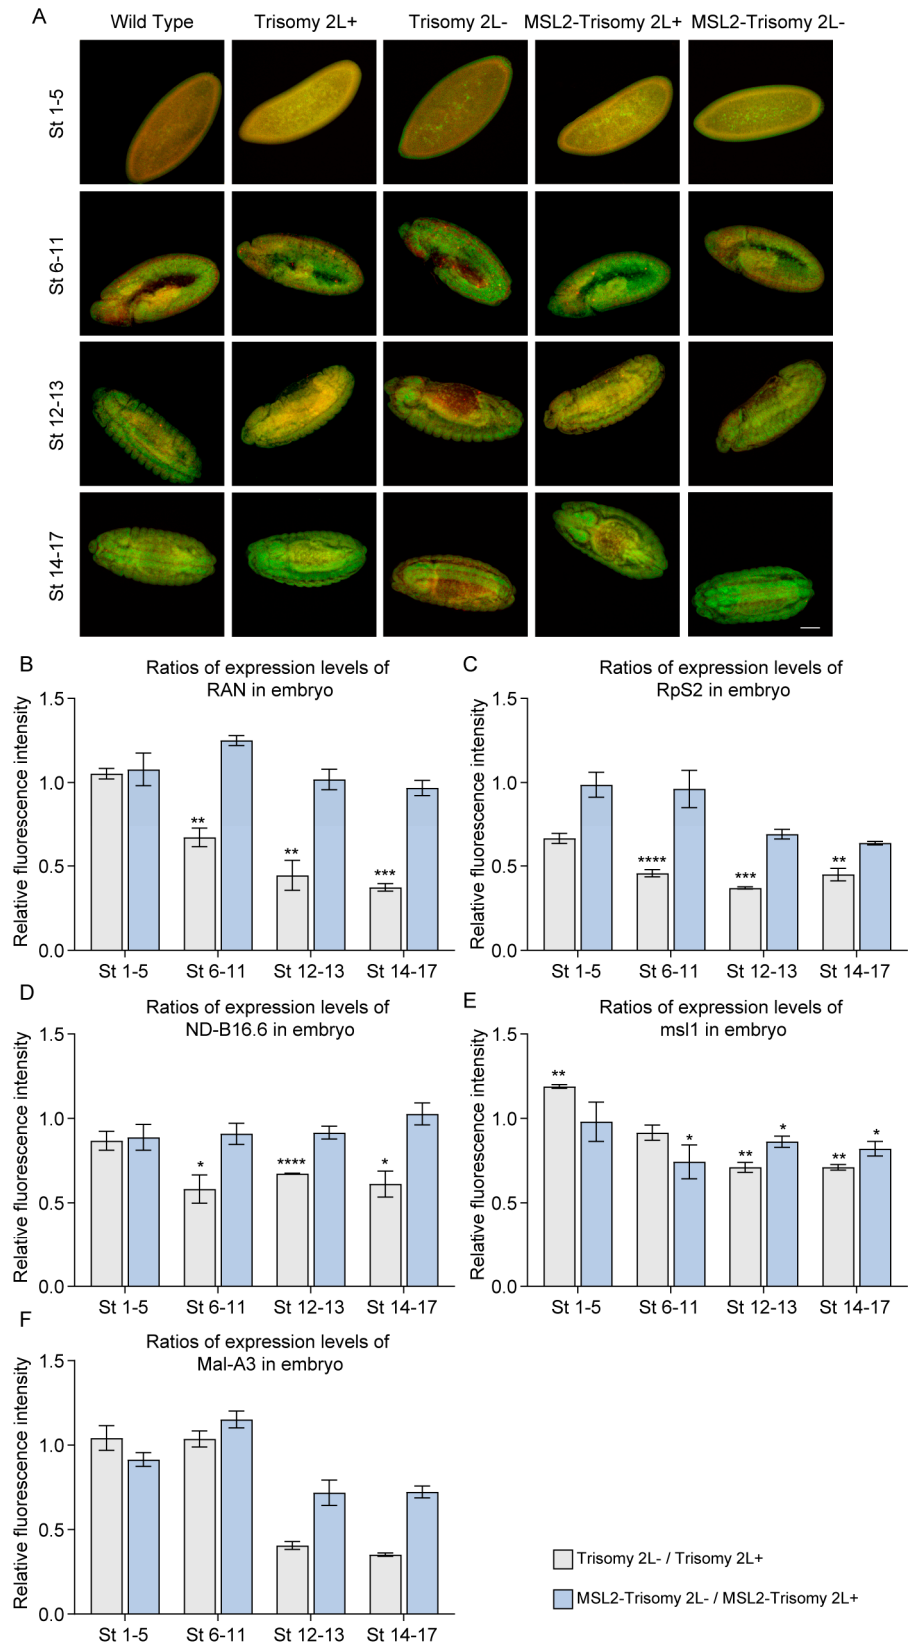 A
Wild Type
Trisomy 2L+
Trisomy 2L-
MSL2-Trisomy 2L+
MSL2-Trisomy 2L-
St 1-5
St 6-11
St 12-13
St 14-17
B
Ratios of expression levels of
RAN in embryo
Relative fluorescence intensity
1.5
1.0
0.5
0.0
**
**
***
St 1-5
St 6-11
St 12-13
St 14-17
C
Ratios of expression levels of
RpS2 in embryo
Relative fluorescence intensity
1.5
1.0
0.5
0.0
****
***
**
St 1-5
St 6-11
St 12-13
St 14-17
D
Ratios of expression levels of
ND-B16.6 in embryo
Relative fluorescence intensity
1.5
1.0
0.5
0.0
*
****
*
St 1-5
St 6-11
St 12-13
St 14-17
E
Ratios of expression levels of
msl1 in embryo
Relative fluorescence intensity
1.5
1.0
0.5
0.0
**
*
**
*
**
*
St 1-5
St 6-11
St 12-13
St 14-17
F
Ratios of expression levels of
Mal-A3 in embryo
Relative fluorescence intensity
1.5
1.0
0.5
0.0
St 1-5
St 6-11
St 12-13
St 14-17
Trisomy 2L- / Trisomy 2L+
MSL2-Trisomy 2L- / MSL2-Trisomy 2L+